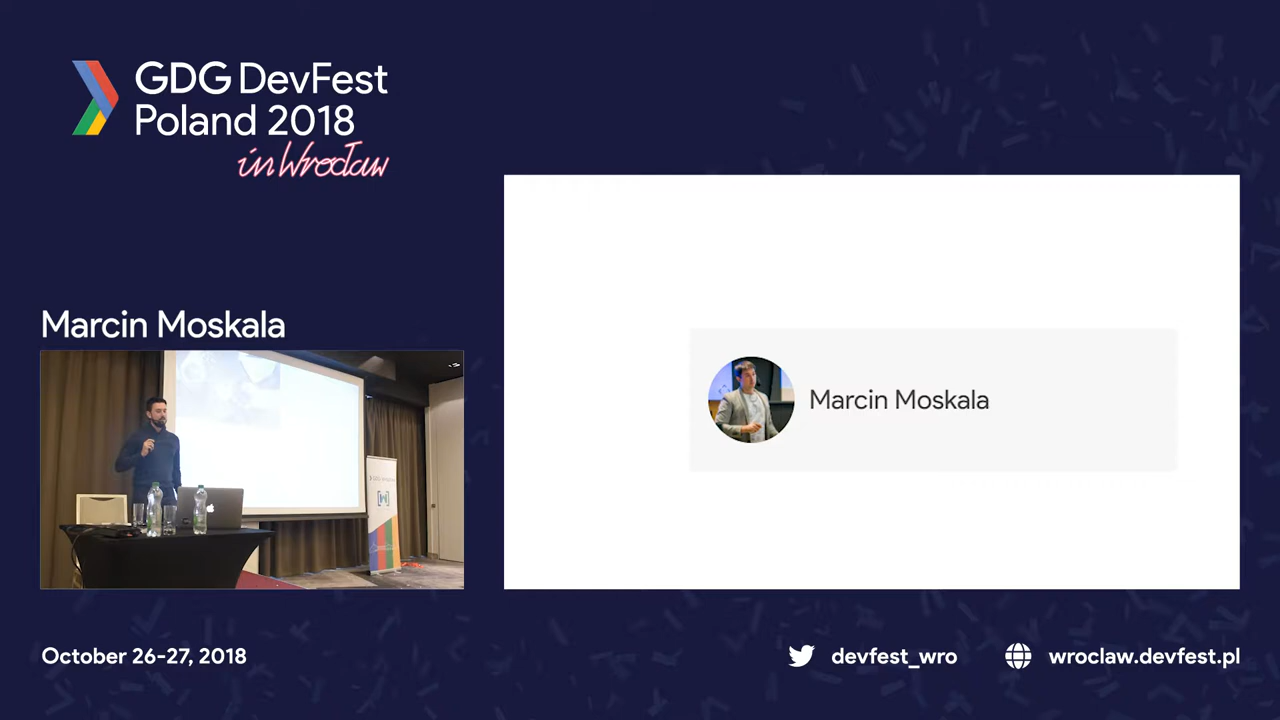 GDG DevFest
Poland 2018
in Wrocław
Marcin Moskala
Marcin Moskala
October 26-27, 2018
devfest_wro
wroclaw.devfest.pl